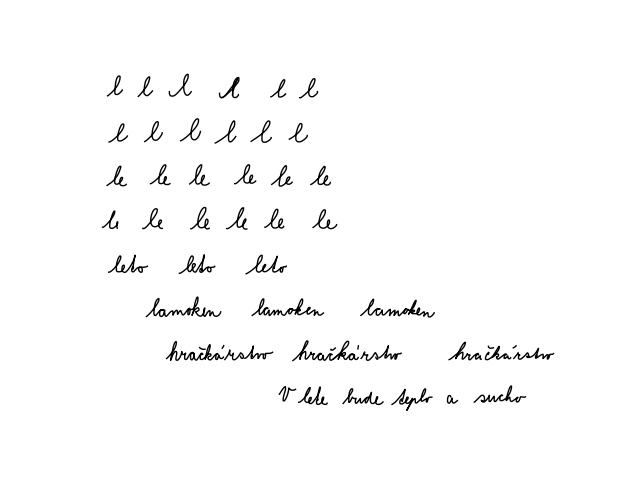 l l l l l l
l l l l l l
le le le le le le
le le le le le le
leto leto leto
lamoken lamoken lamoken
hračkárstvo hračkárstvo hračkárstvo
V lete bude teplo a sucho